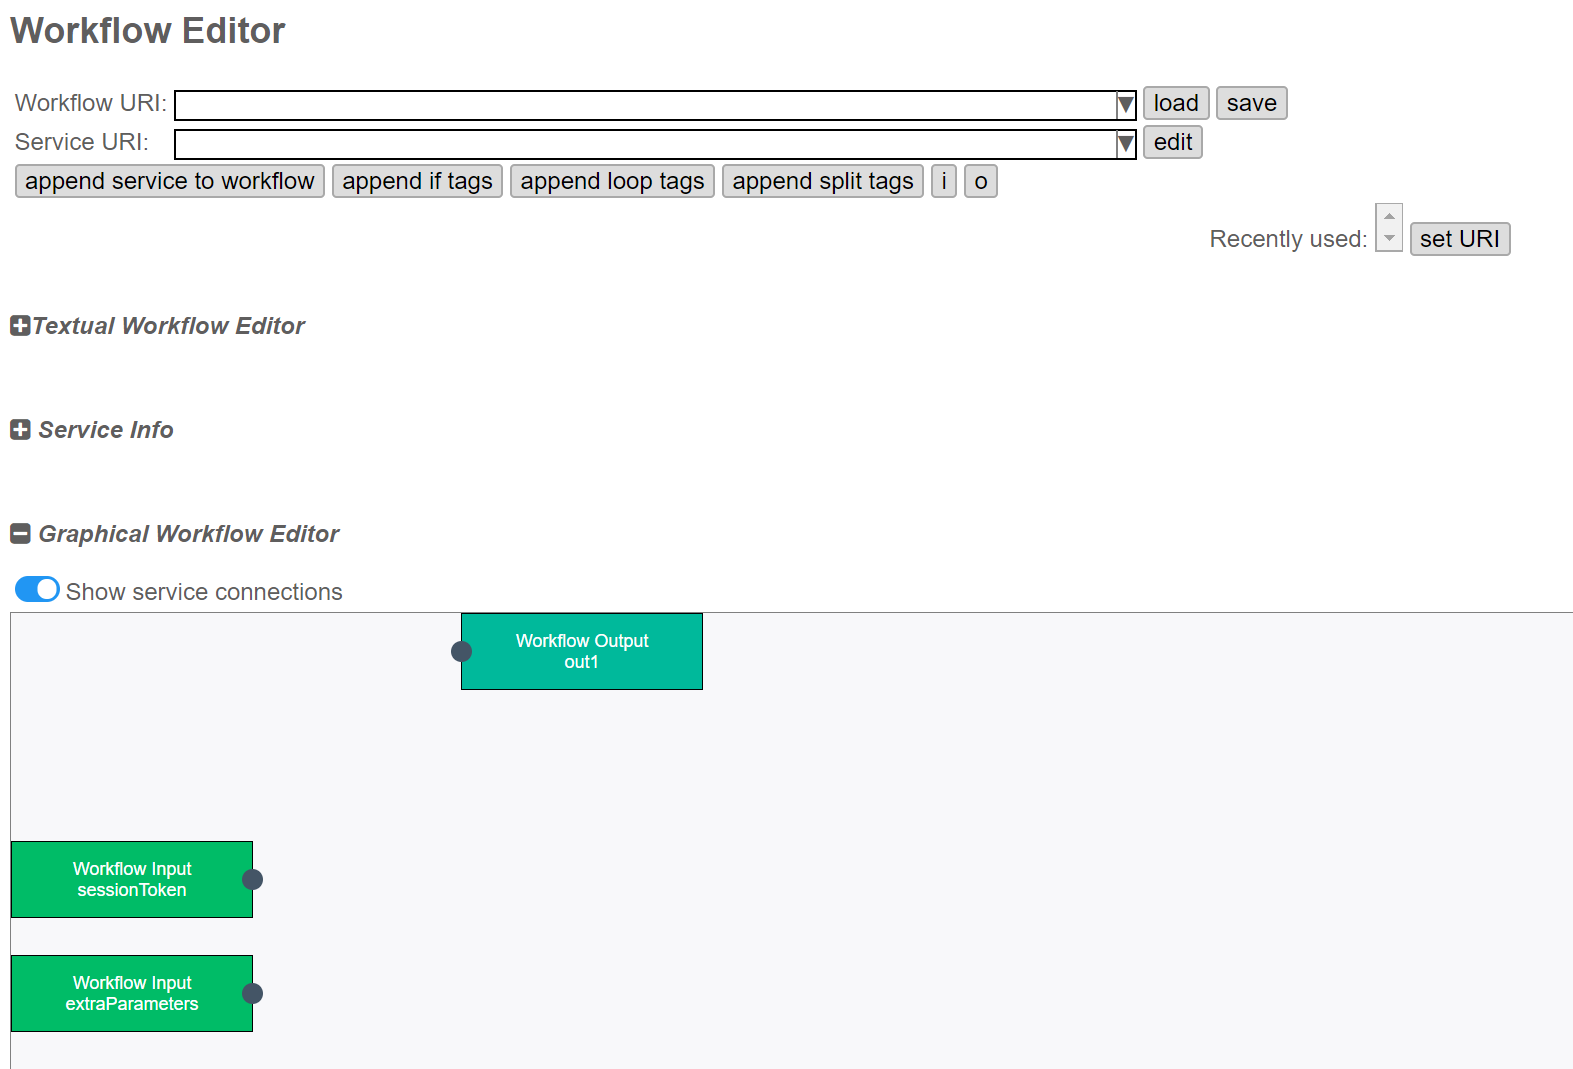 Workflow Editor
Workflow URI: load save
Service URI: edit
append service to workflow append if tags append loop tags append split tags i o
Recently used: set URI
Textual Workflow Editor
Service Info
Graphical Workflow Editor
Show service connections
Workflow Output
out1
Workflow Input
sessionToken
Workflow Input
extraParameters